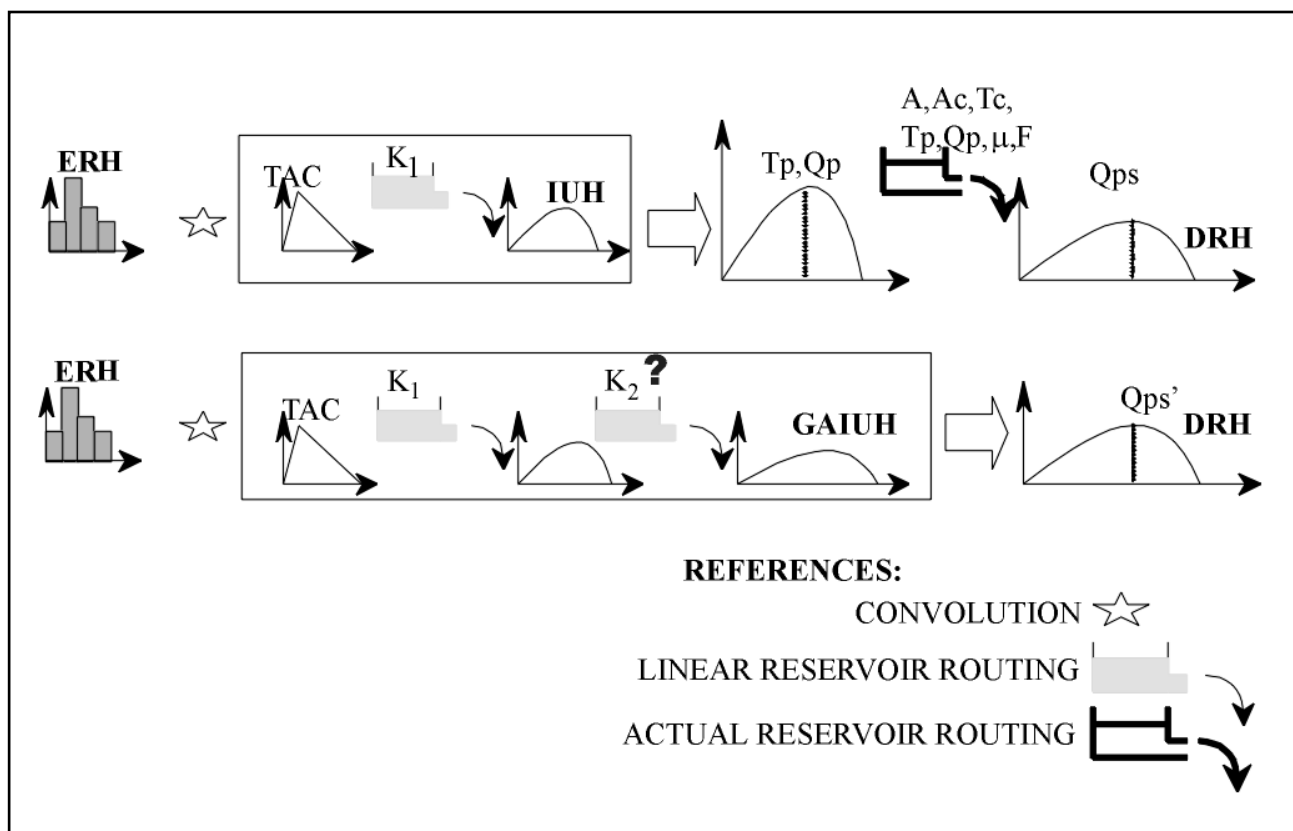 A,Ac,Tc,
Tp,Qp,μ,F
ERH
TAC
K1
IUH
Tp,Qp
Qps
DRH
ERH
TAC
K1
K2
?
GAIUH
Qps’
DRH
REFERENCES:
CONVOLUTION
LINEAR RESERVOIR ROUTING
ACTUAL RESERVOIR ROUTING